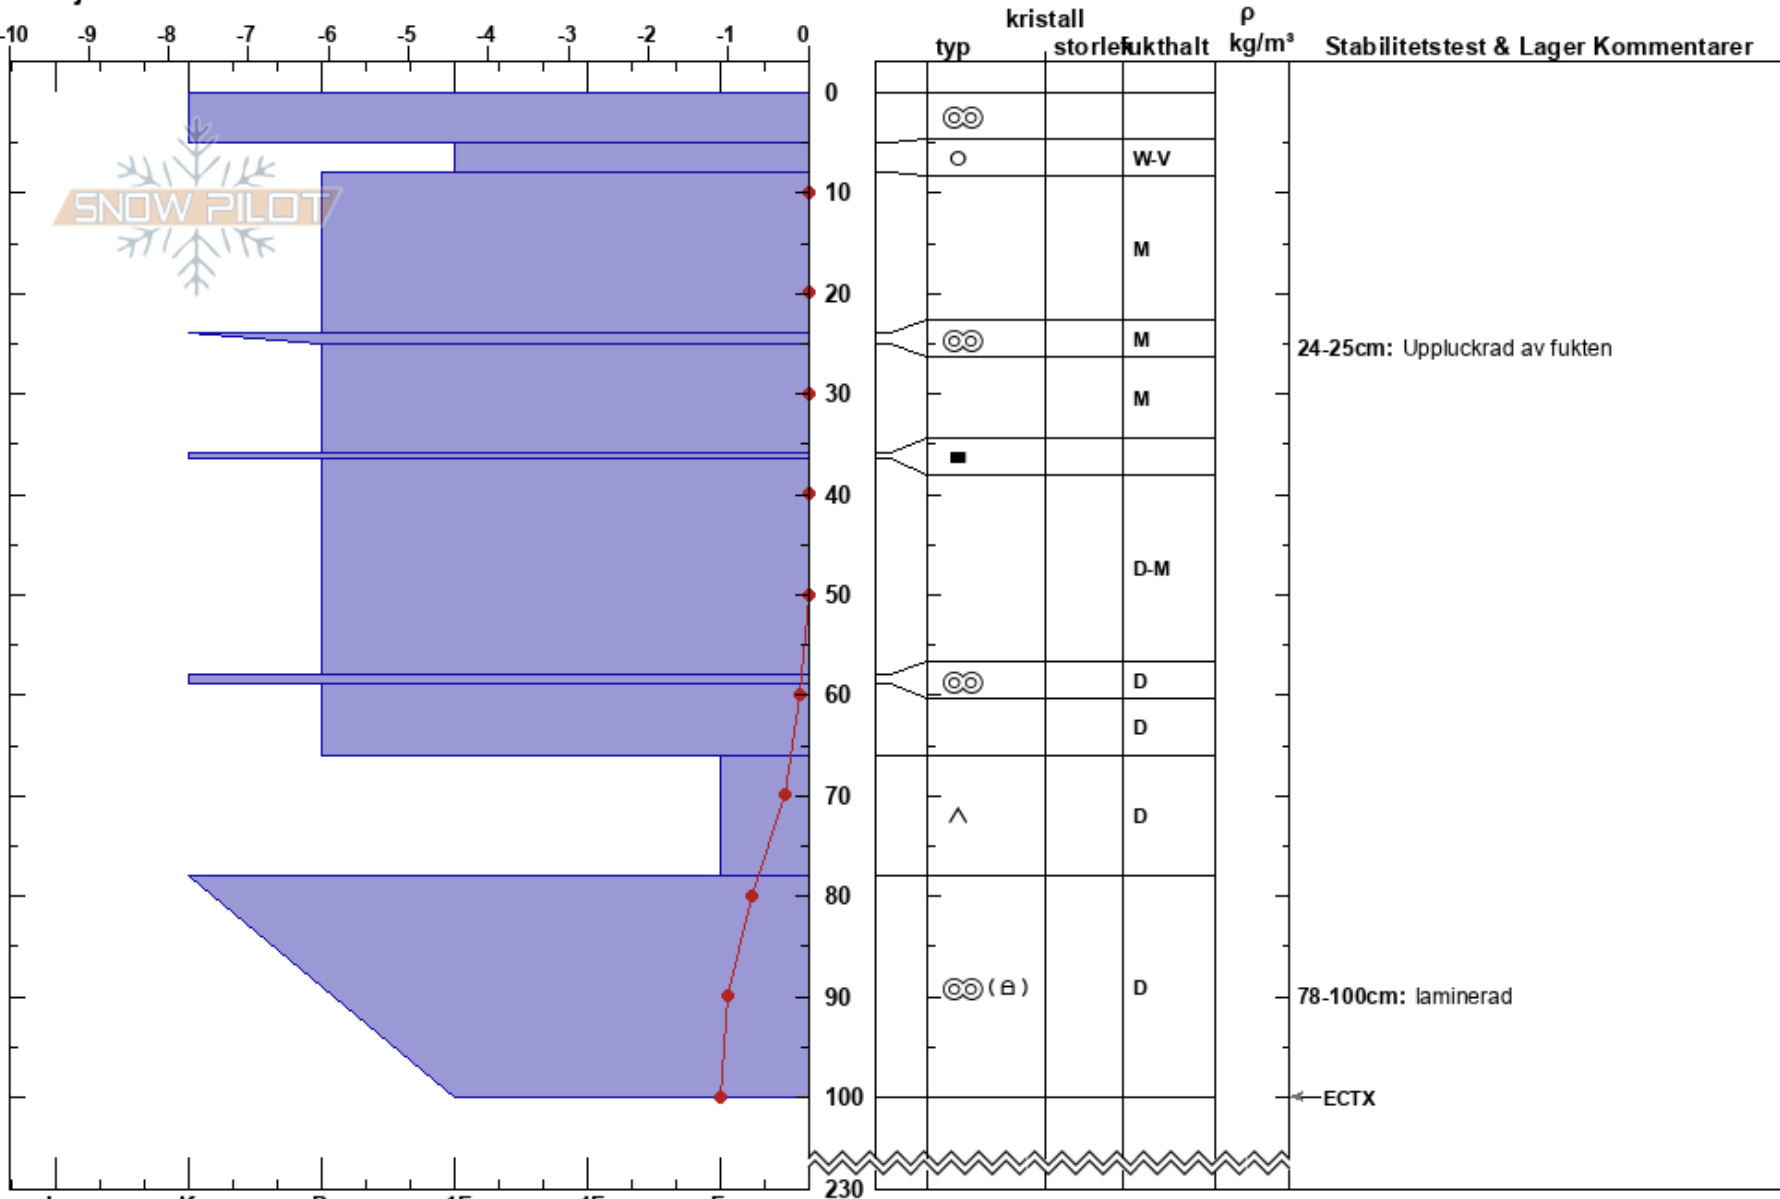 kristall ρ
-10 -9 -8 -7 -6 -5 -4 -3 -2 -1 0 typ storlek fukthalt kg/m³ Stabilitetstest & Lager Kommentarer
0
W-V
SNOW PILOT
10
M
20
M
24-25cm: Uppluckrad av fukten
30
M
40
D-M
50
D
60
D
70
D
80
D
90
78-100cm: laminerad
100
ECTX
230